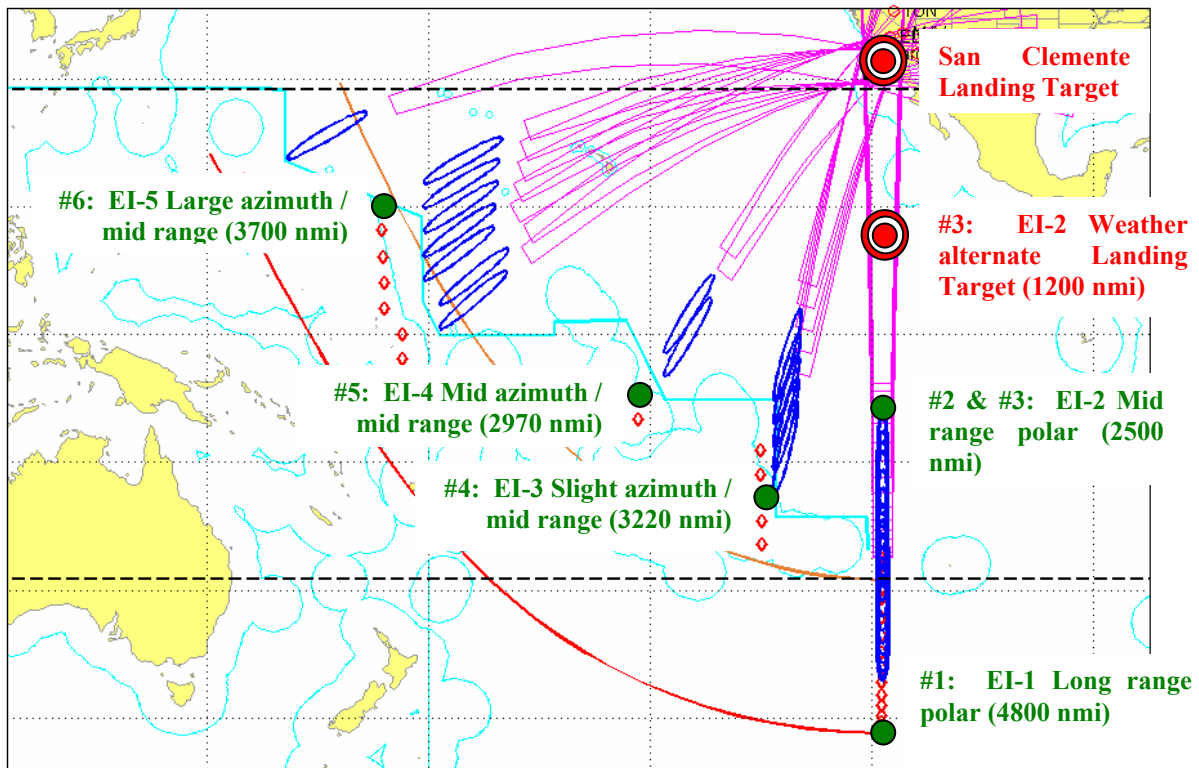 San Clemente
Landing Target
#6: EI-5 Large azimuth /
mid range (3700 nmi)
#3: EI-2 Weather
alternate Landing
Target (1200 nmi)
#5: EI-4 Mid azimuth /
mid range (2970 nmi)
#2 & #3: EI-2 Mid
range polar (2500
nmi)
#4: EI-3 Slight azimuth /
mid range (3220 nmi)
#1: EI-1 Long range
polar (4800 nmi)